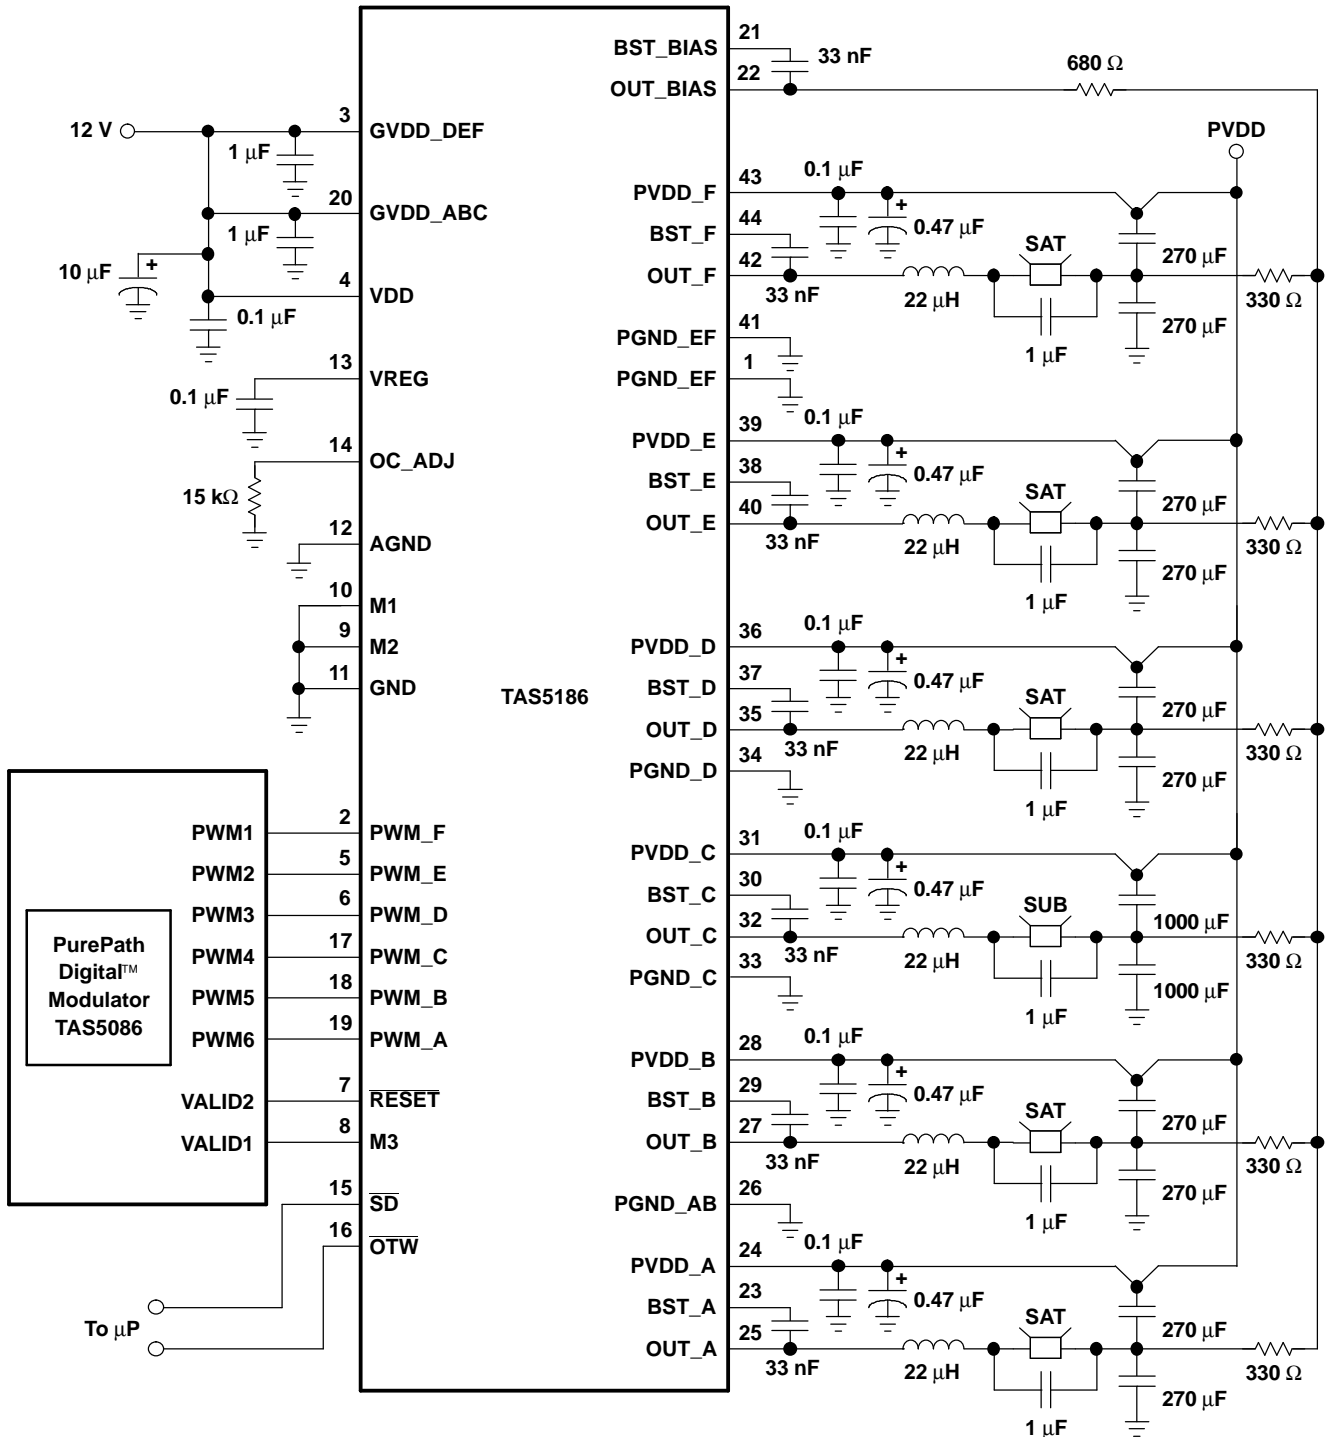 21
BST_BIAS
33 nF
22
OUT_BIAS
680 Ω
12 V
3
GVDD_DEF
1 μF
PVDD
20
GVDD_ABC
1 μF
10 μF
+
4
VDD
0.1 μF
43
PVDD_F
0.1 μF
+
0.47 μF
44
BST_F
42
OUT_F
33 nF
22 μH
SAT
1 μF
270 μF
270 μF
330 Ω
41
PGND_EF
1
PGND_EF
13
VREG
0.1 μF
14
OC_ADJ
15 kΩ
12
AGND
10
M1
9
M2
11
GND
39
PVDD_E
0.1 μF
+
0.47 μF
38
BST_E
40
OUT_E
33 nF
22 μH
SAT
1 μF
270 μF
270 μF
330 Ω
TAS5186
36
PVDD_D
0.1 μF
+
0.47 μF
37
BST_D
35
OUT_D
33 nF
22 μH
SAT
1 μF
270 μF
270 μF
330 Ω
34
PGND_D
PurePath
Digital™
Modulator
TAS5086
PWM1
2
PWM_F
PWM2
5
PWM_E
PWM3
6
PWM_D
PWM4
17
PWM_C
PWM5
18
PWM_B
PWM6
19
PWM_A
VALID2
7
RESET
VALID1
8
M3
15
SD
16
OTW
To μP
31
PVDD_C
0.1 μF
+
0.47 μF
30
BST_C
32
OUT_C
33 nF
22 μH
SUB
1 μF
1000 μF
1000 μF
330 Ω
33
PGND_C
28
PVDD_B
0.1 μF
+
0.47 μF
29
BST_B
27
OUT_B
33 nF
22 μH
SAT
1 μF
270 μF
270 μF
330 Ω
26
PGND_AB
24
PVDD_A
0.1 μF
+
0.47 μF
23
BST_A
25
OUT_A
33 nF
22 μH
SAT
1 μF
270 μF
270 μF
330 Ω